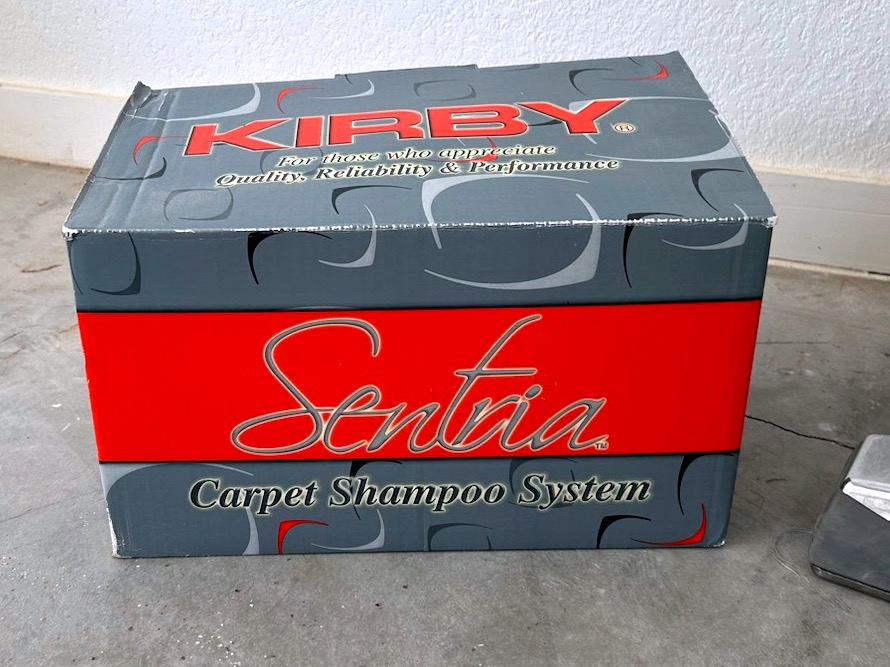 KIRBY®
For those who appreciate
Quality, Reliability & Performance
Sentria™
Carpet Shampoo System